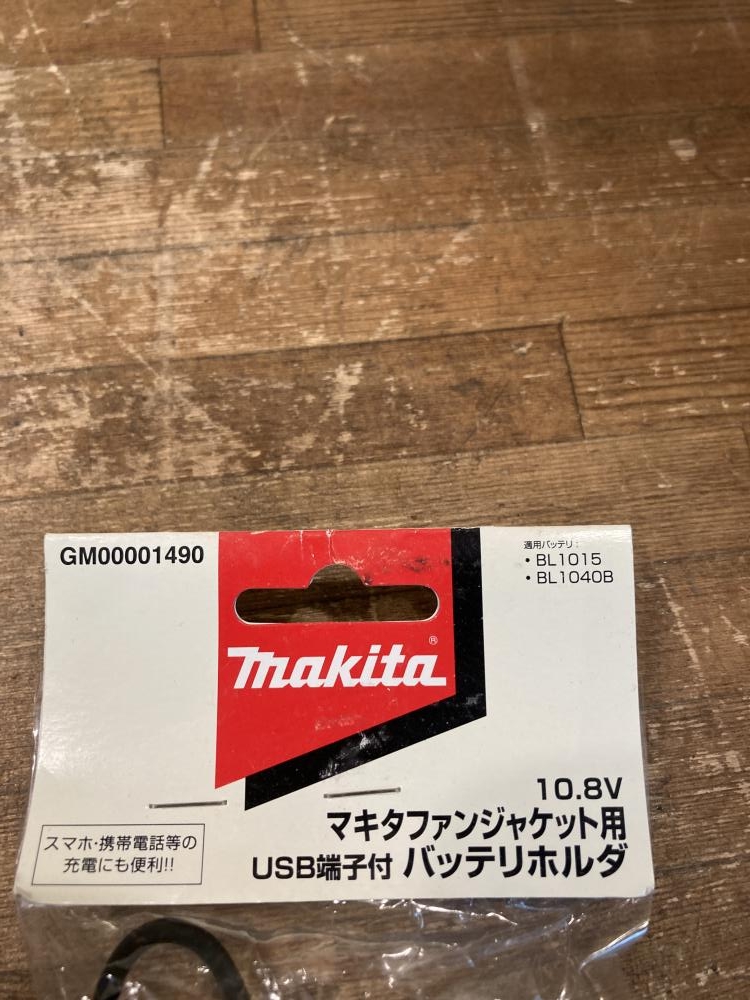 GM00001490
適用バッテリ：
・BL1015
・BL1040B
makita®
10.8V
マキタファンジャケット用
USB端子付 バッテリホルダ
スマホ・携帯電話等の
充電にも便利!!